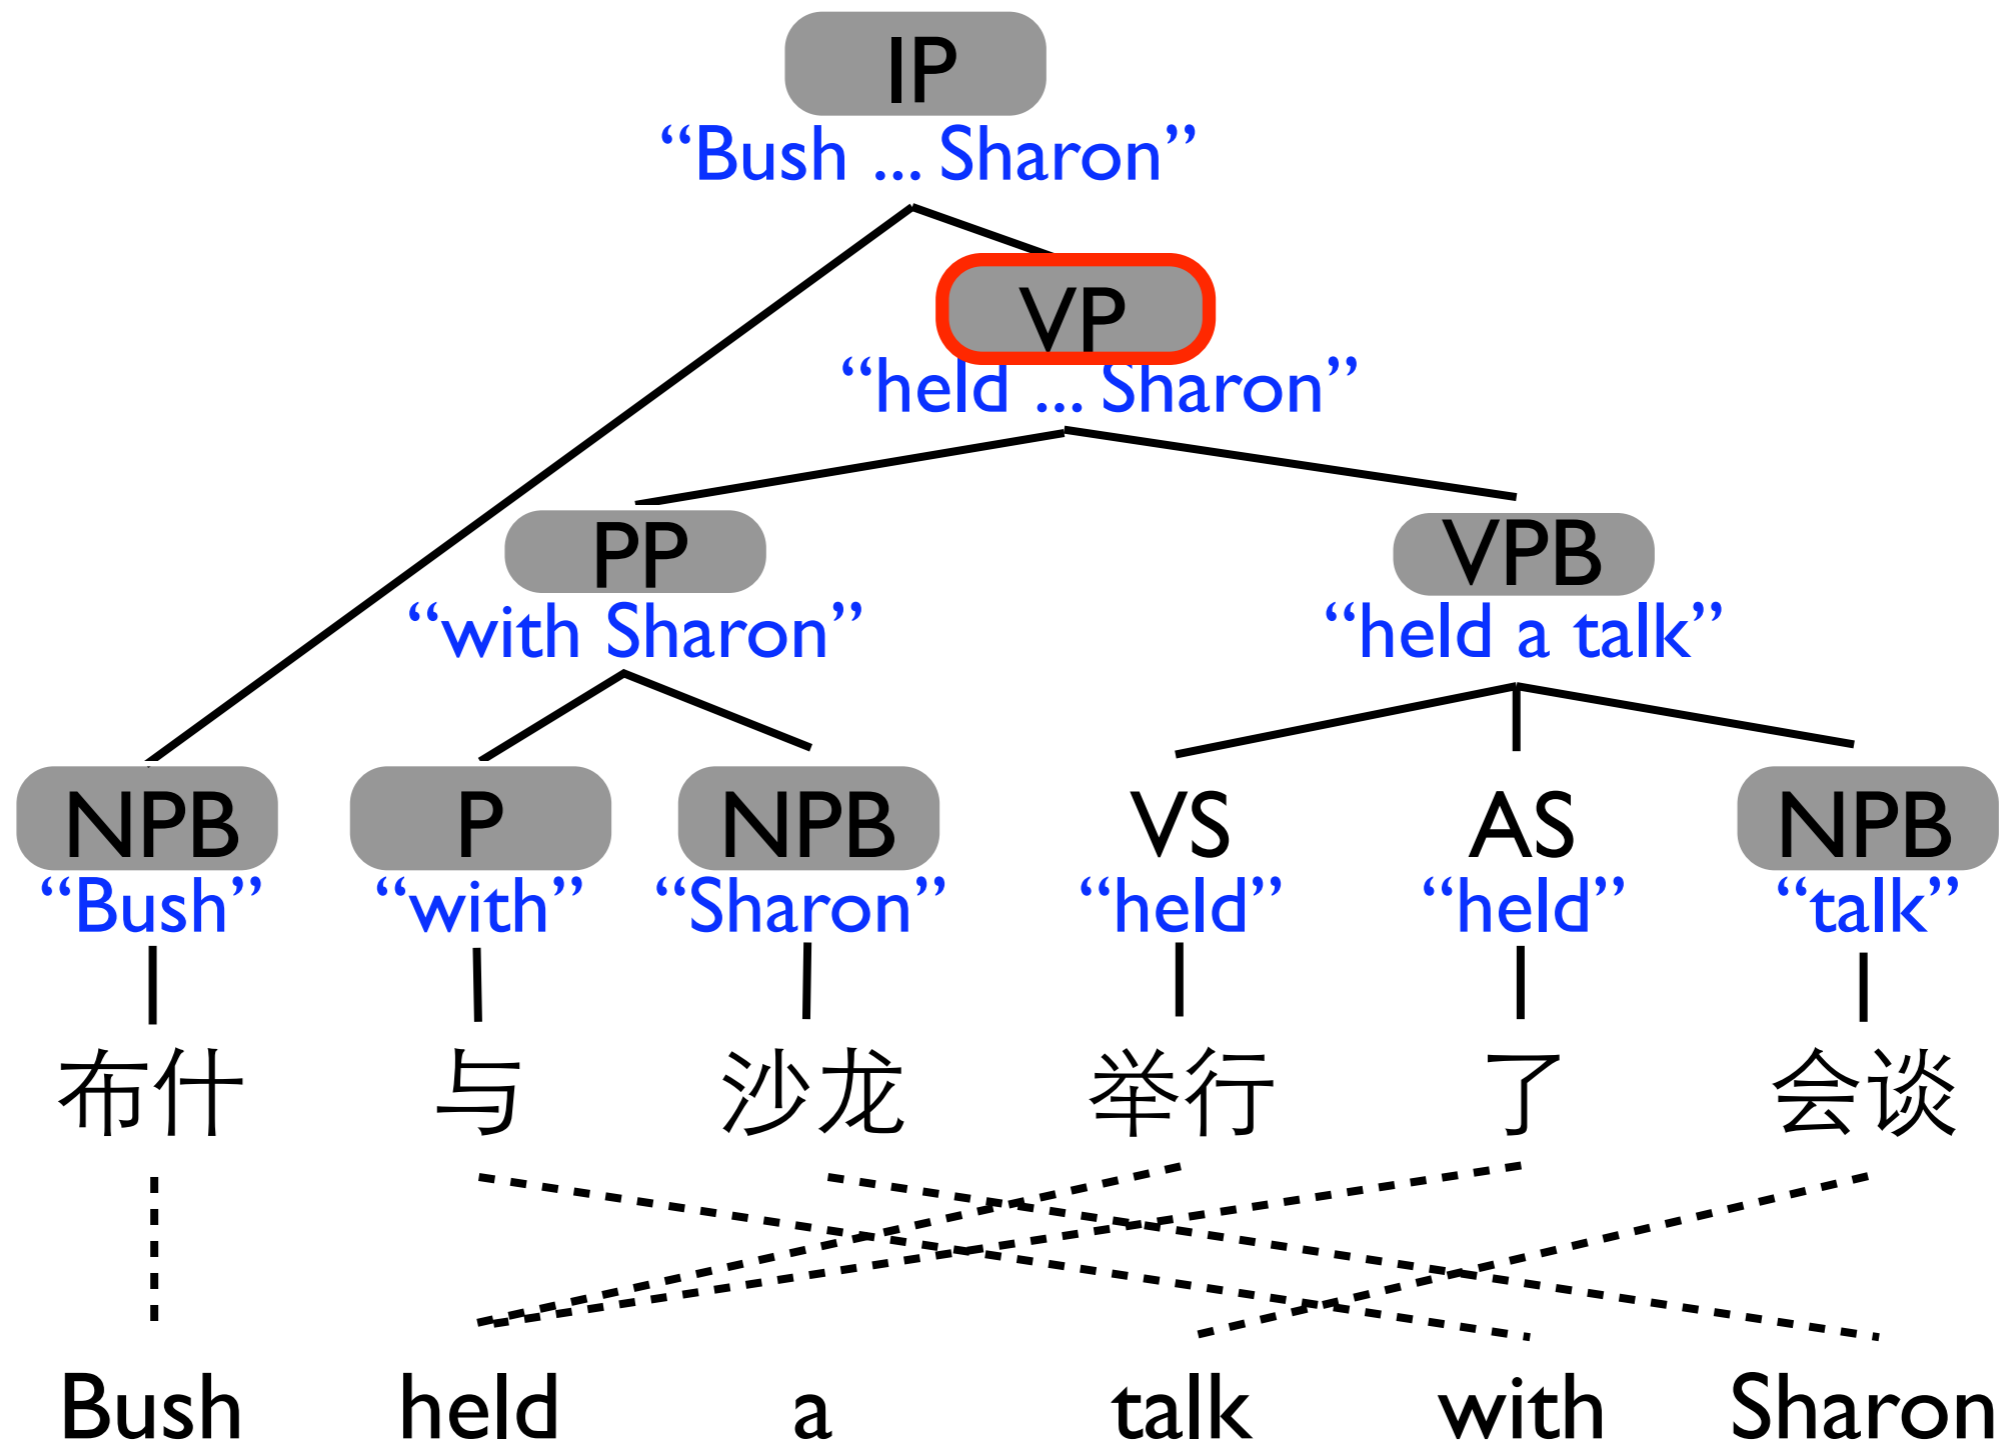 IP
“Bush ... Sharon”
VP
“held ... Sharon”
PP VPB
“with Sharon” “held a talk”
NPB P NPB VS AS NPB
“Bush” “with” “Sharon” “held” “held” “talk”
布什 与 沙龙 举行 了 会谈
Bush held a talk with Sharon